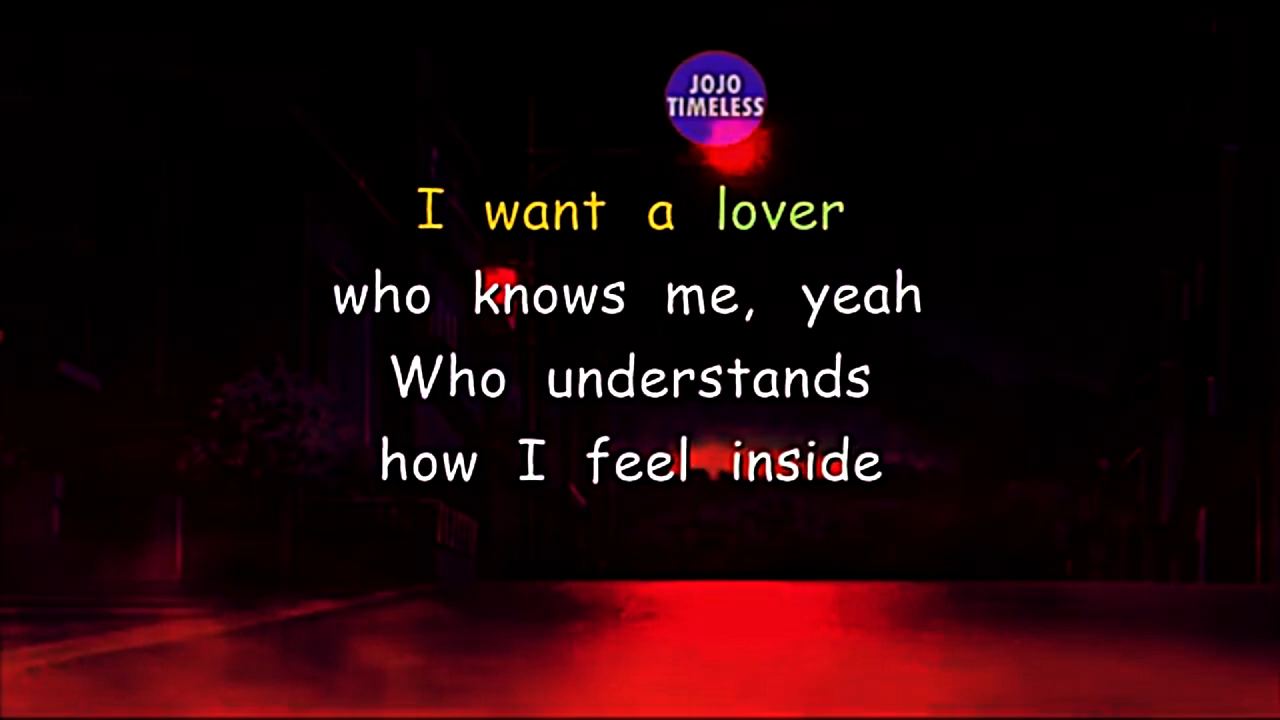 JOJO
TIMELESS
I want a lover
who knows me, yeah
Who understands
how I feel inside